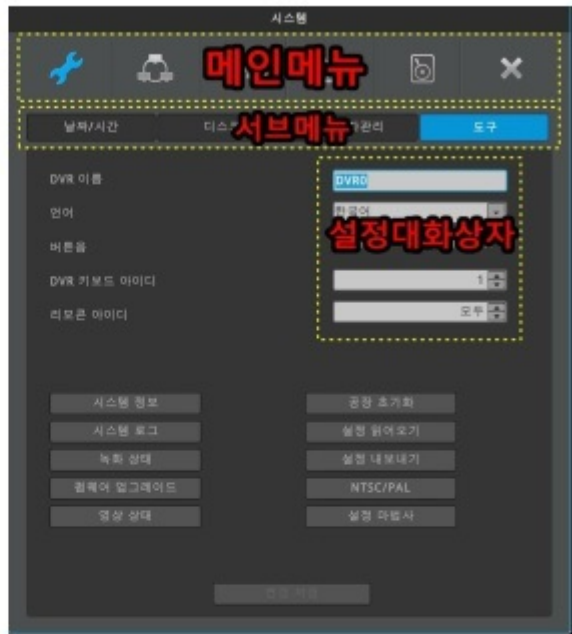 시스템
메인메뉴
날짜/시간
디스
서브메뉴
관리
도구
DVR 이름
DVR0
언어
한국어
설정대화상자
버튼음
DVR 키보드 아이디
1
리모콘 아이디
모두
시스템 정보
공장 초기화
시스템 로그
설정 읽어오기
녹화 상태
설정 내보내기
펌웨어 업그레이드
NTSC/PAL
영상 상태
설정 마법사